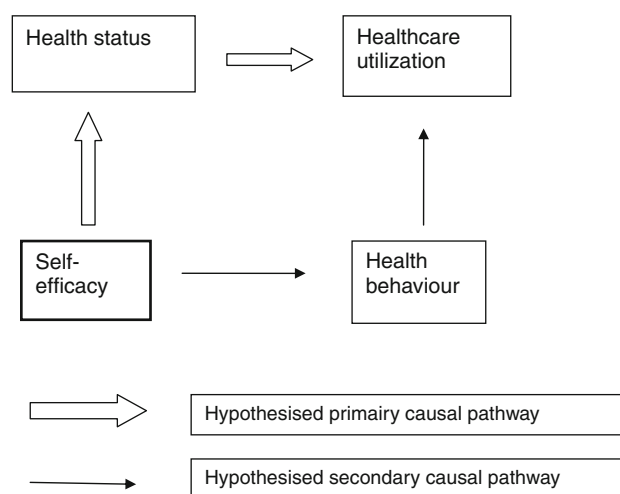 Health status
Healthcare
utilization
Self-
efficacy
Health
behaviour
Hypothesised primairy causal pathway
Hypothesised secondary causal pathway